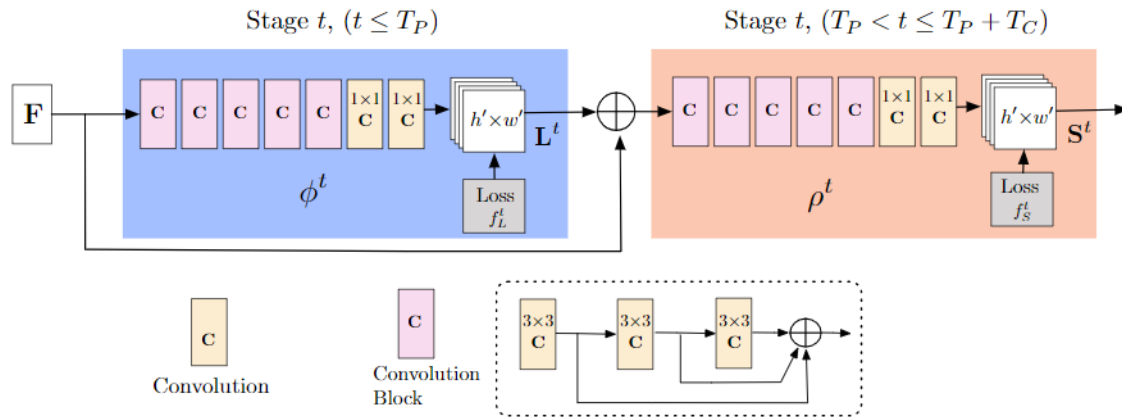 Stage t, (t ≤ T_P)
Stage t, (T_P < t ≤ T_P + T_C)
F
C C C C C 1×1 C 1×1 C
h′×w′
L^t
φ^t
Loss
f_L^t
C C C C C 1×1 C 1×1 C
h′×w′
S^t
ρ^t
Loss
f_S^t
C
Convolution
C
Convolution
Block
3×3 3×3 3×3
C C C